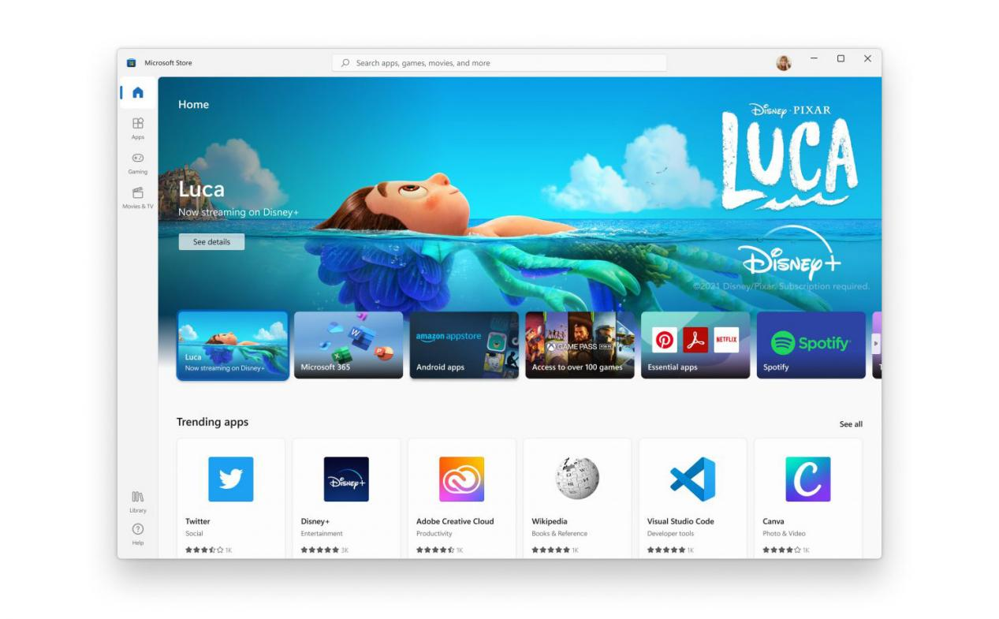 Microsoft Store
Search apps, games, movies, and more
Home
Apps
Gaming
Movies & TV
Library
Help
Disney · PIXAR
LUCA
Luca
Now streaming on Disney+
See details
Disney+
©2021 Disney/Pixar. Subscription required.
Luca
Now streaming on Disney+
W
X
P
Microsoft 365
amazon appstore
Android apps
XBOX GAME PASS FOR PC
Access to over 100 games
NETFLIX
Essential apps
Spotify
Spotify
Trending apps
See all
Disney+
C
Twitter
Social
1K
Disney+
Entertainment
3K
Adobe Creative Cloud
Productivity
1K
Wikipedia
Books & Reference
1K
Visual Studio Code
Developer tools
1K
Canva
Photo & Video
1K